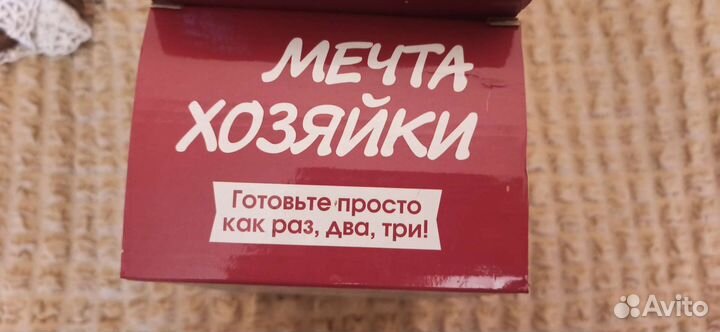 МЕЧТА
ХОЗЯЙКИ
Готовьте просто
как раз, два, три!
Avito